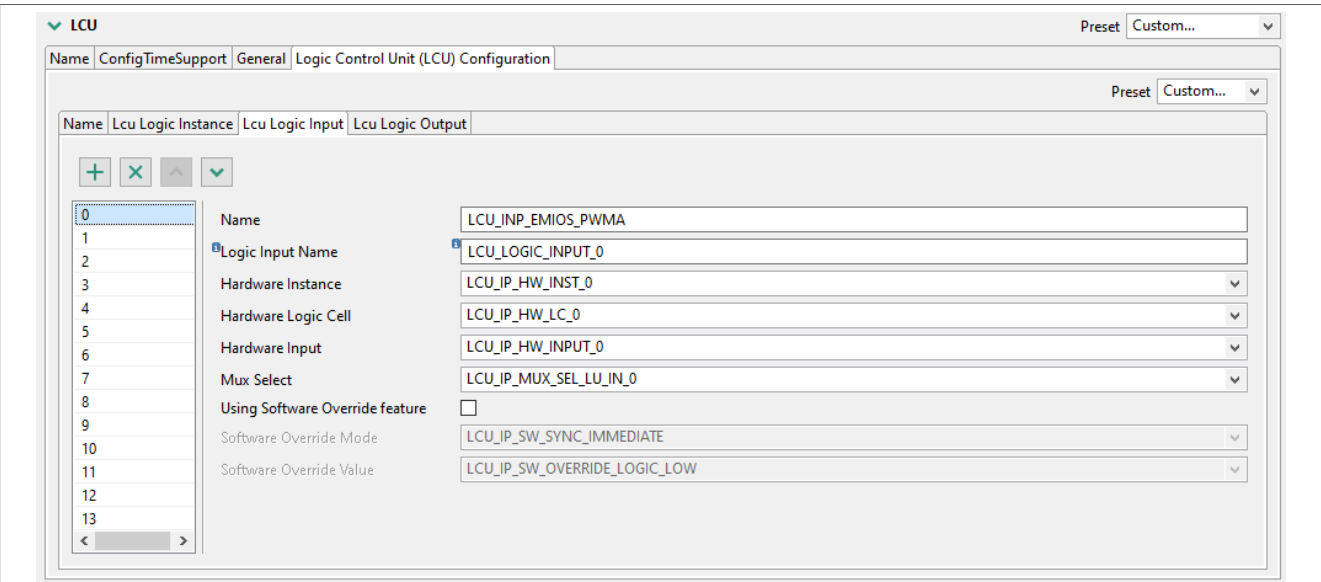 LCU
Preset Custom...
Name ConfigTimeSupport General Logic Control Unit (LCU) Configuration
Preset Custom...
Name Lcu Logic Instance Lcu Logic Input Lcu Logic Output
0
1
2
3
4
5
6
7
8
9
10
11
12
13
Name LCU_INP_EMIOS_PWMA
Logic Input Name LCU_LOGIC_INPUT_0
Hardware Instance LCU_IP_HW_INST_0
Hardware Logic Cell LCU_IP_HW_LC_0
Hardware Input LCU_IP_HW_INPUT_0
Mux Select LCU_IP_MUX_SEL_LU_IN_0
Using Software Override feature
Software Override Mode LCU_IP_SW_SYNC_IMMEDIATE
Software Override Value LCU_IP_SW_OVERRIDE_LOGIC_LOW